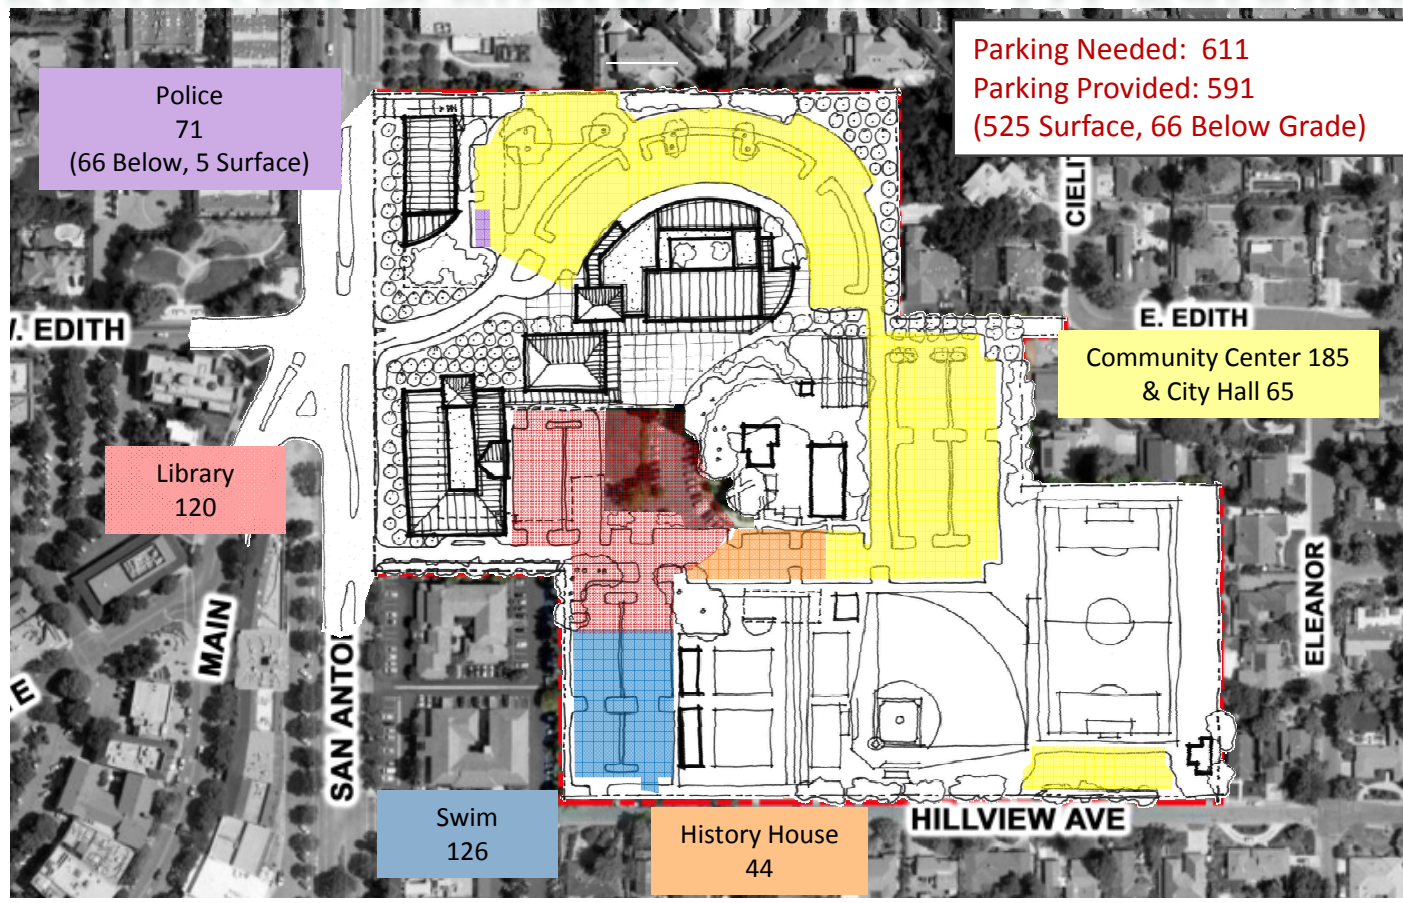 Parking Needed: 611
Parking Provided: 591
(525 Surface, 66 Below Grade)
Police
71
(66 Below, 5 Surface)
CIELIT
. EDITH
E. EDITH
Community Center 185
& City Hall 65
Library
120
MAIN
SAN ANTO
ELEANOR
E
Swim
126
History House
44
HILLVIEW AVE